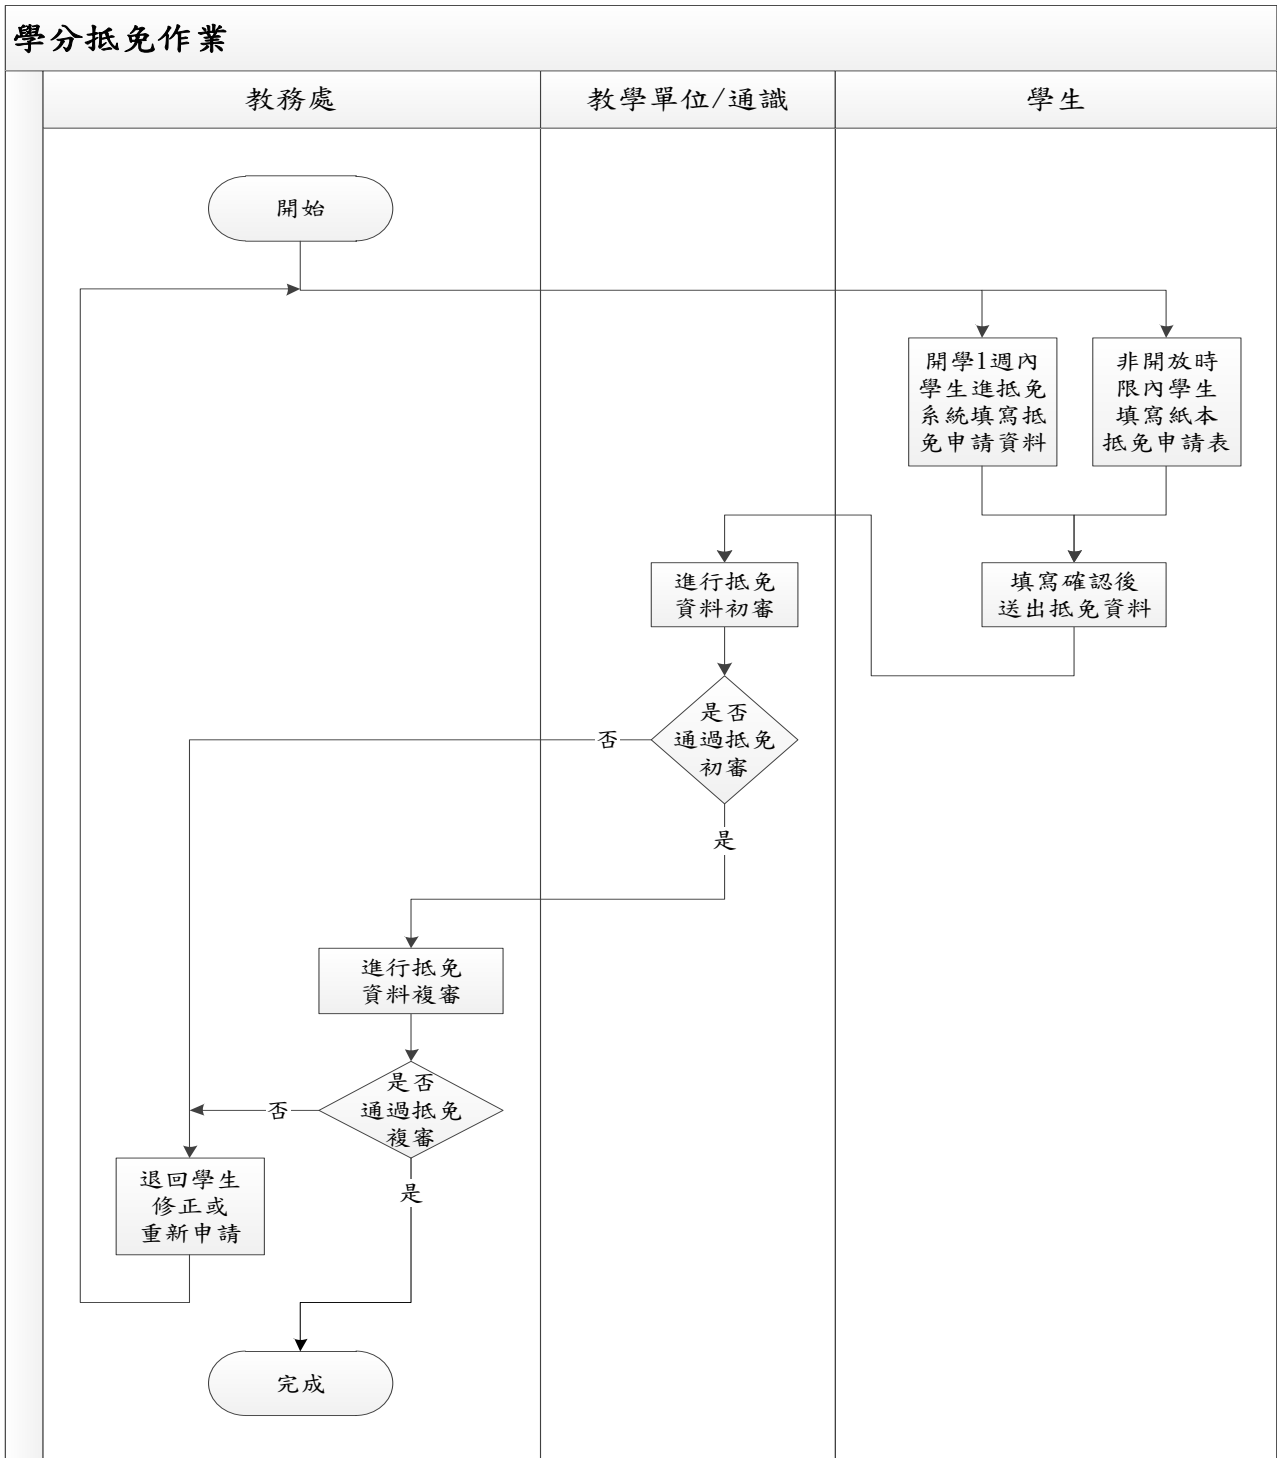 學分抵免作業
教務處
教學單位/通識
學生
開始
開學1週內
學生進抵免
系統填寫抵
免申請資料
非開放時
限內學生
填寫紙本
抵免申請表
進行抵免
資料初審
填寫確認後
送出抵免資料
是否
通過抵免
初審
否
是
進行抵免
資料複審
是否
通過抵免
複審
否
是
退回學生
修正或
重新申請
完成